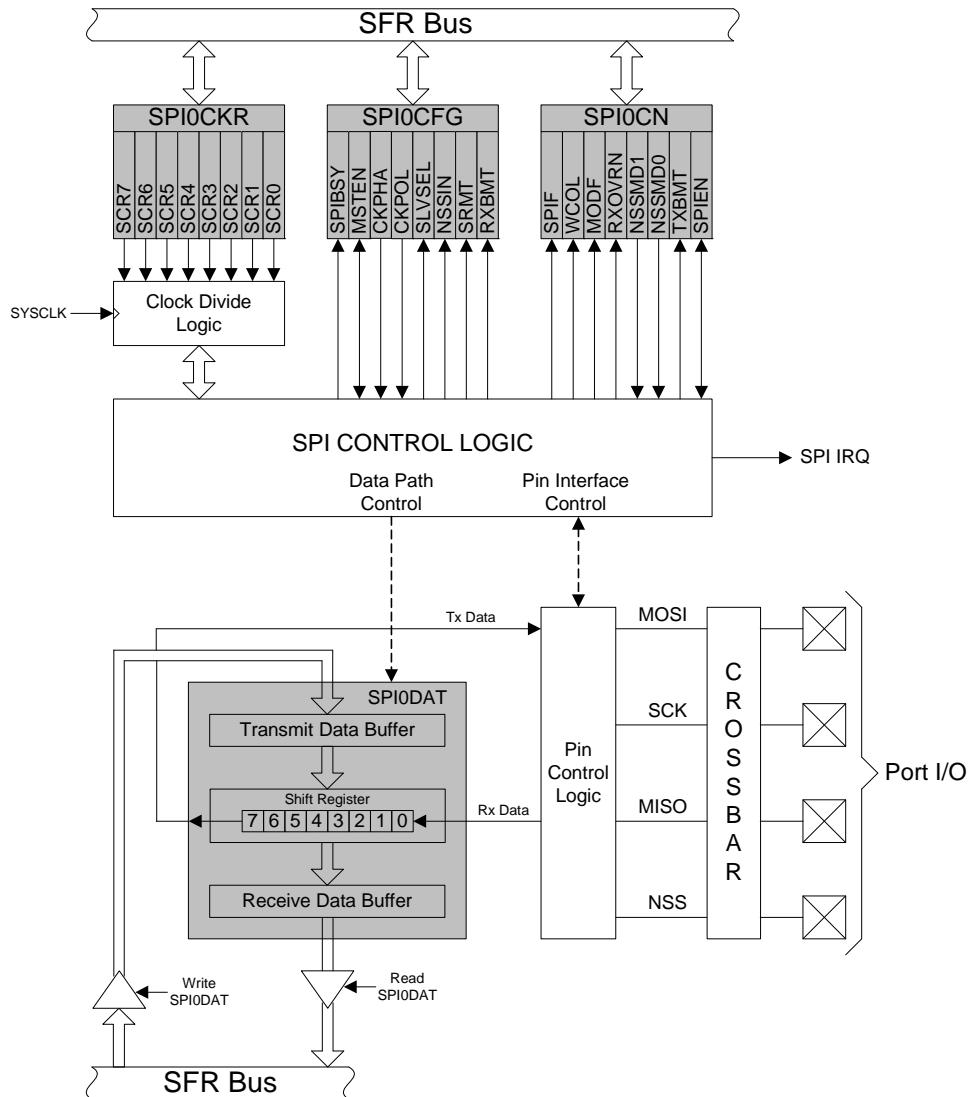 SFR Bus
SPI0CKR
SPI0CFG
SPI0CN
SCR7
SCR6
SCR5
SCR4
SCR3
SCR2
SCR1
SCR0
SPIBSY
MSTEN
CKPHA
CKPOL
SLVSEL
NSSIN
SRMT
RXBMT
SPIF
WCOL
MODF
RXOVRN
NSSMD1
NSSMD0
TXBMT
SPIEN
SYSCLK
Clock Divide
Logic
SPI CONTROL LOGIC
SPI IRQ
Data Path
Control
Pin Interface
Control
Tx Data
MOSI
SPI0DAT
Transmit Data Buffer
SCK
Shift Register
7 6 5 4 3 2 1 0
Rx Data
Pin
Control
Logic
MISO
CROSSBAR
Port I/O
Receive Data Buffer
NSS
Write
SPI0DAT
Read
SPI0DAT
SFR Bus